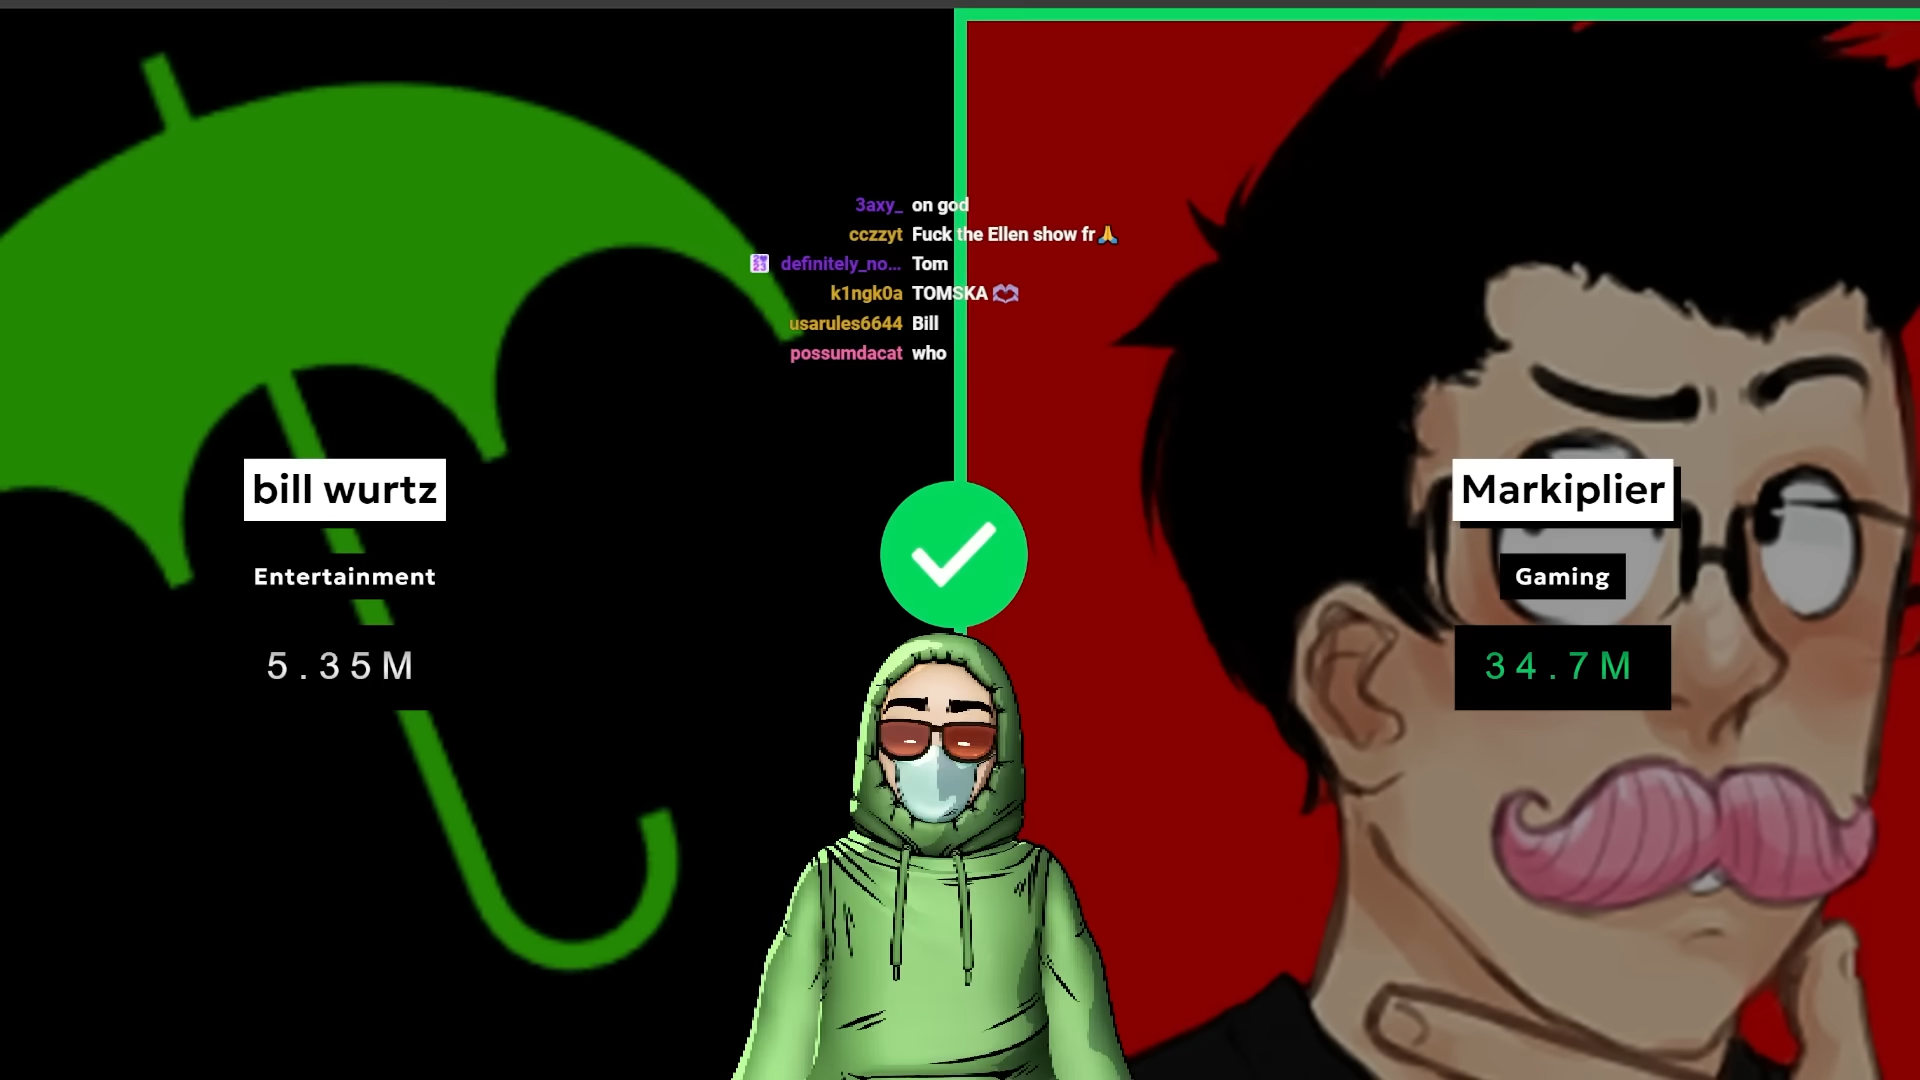 3axy_ on god
cczzyt Fuck the Ellen show fr🙏
23 definitely_no... Tom
k1ngk0a TOMSKA
usarules6644 Bill
possumdacat who
bill wurtz
Entertainment
5.35M
Markiplier
Gaming
34.7M